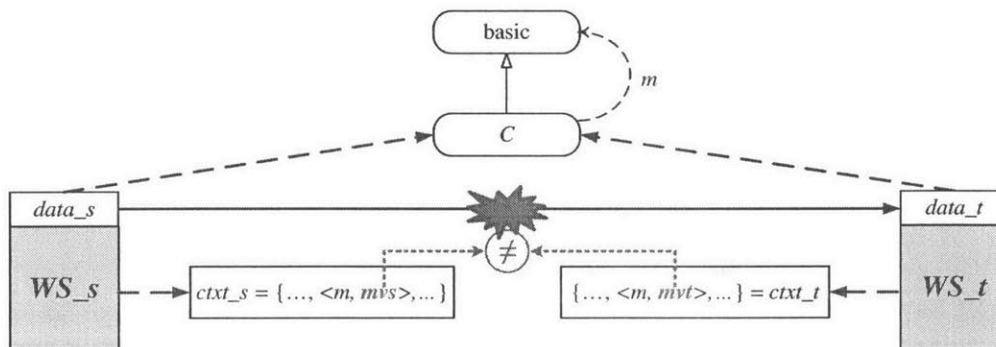 basic
m
C
data_s
data_t
≠
WS_s
ctxt_s = {…, <m, mvs>,…}
{…, <m, mvt>,…} = ctxt_t
WS_t